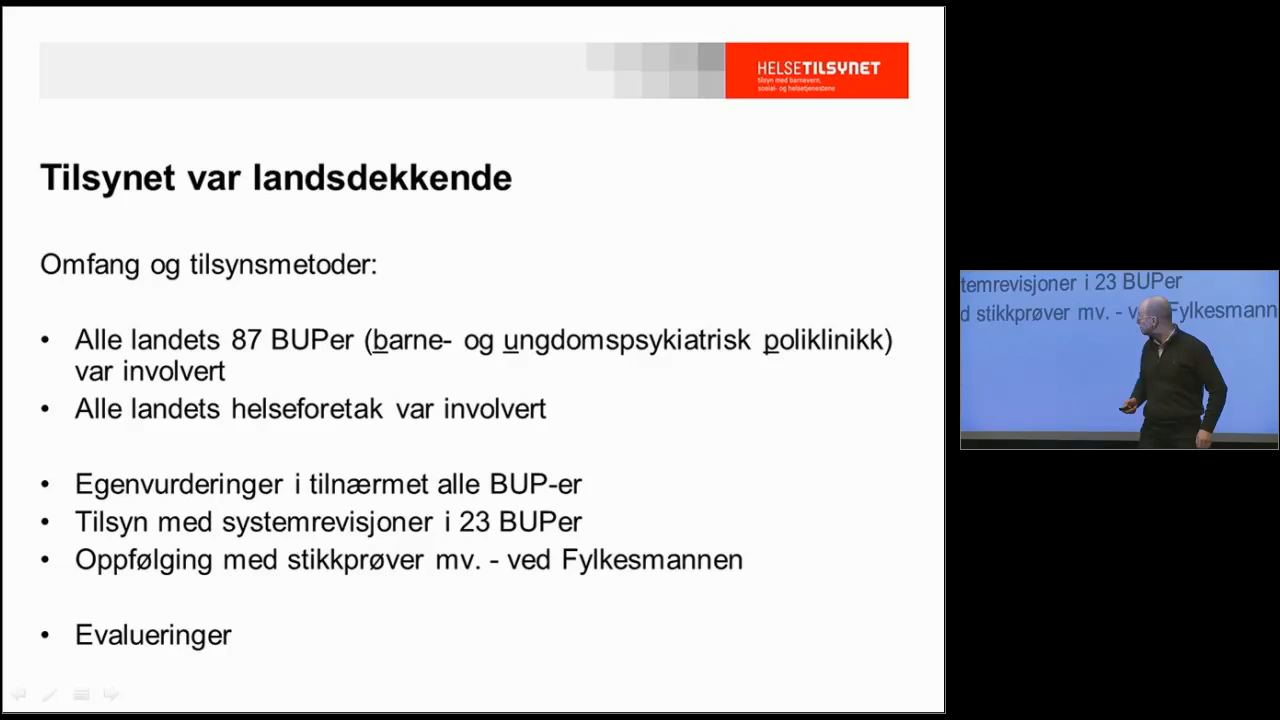 HELSETILSYNET
tilsyn med barnevern,
sosial- og helsetjenestene
Tilsynet var landsdekkende
Omfang og tilsynsmetoder:
• Alle landets 87 BUPer (barne- og ungdomspsykiatrisk poliklinikk)
var involvert
• Alle landets helseforetak var involvert
• Egenvurderinger i tilnærmet alle BUP-er
• Tilsyn med systemrevisjoner i 23 BUPer
• Oppfølging med stikkprøver mv. - ved Fylkesmannen
• Evalueringer
temrevisjoner i 23 BUPer
d stikkprøver mv. - ved Fylkesmann